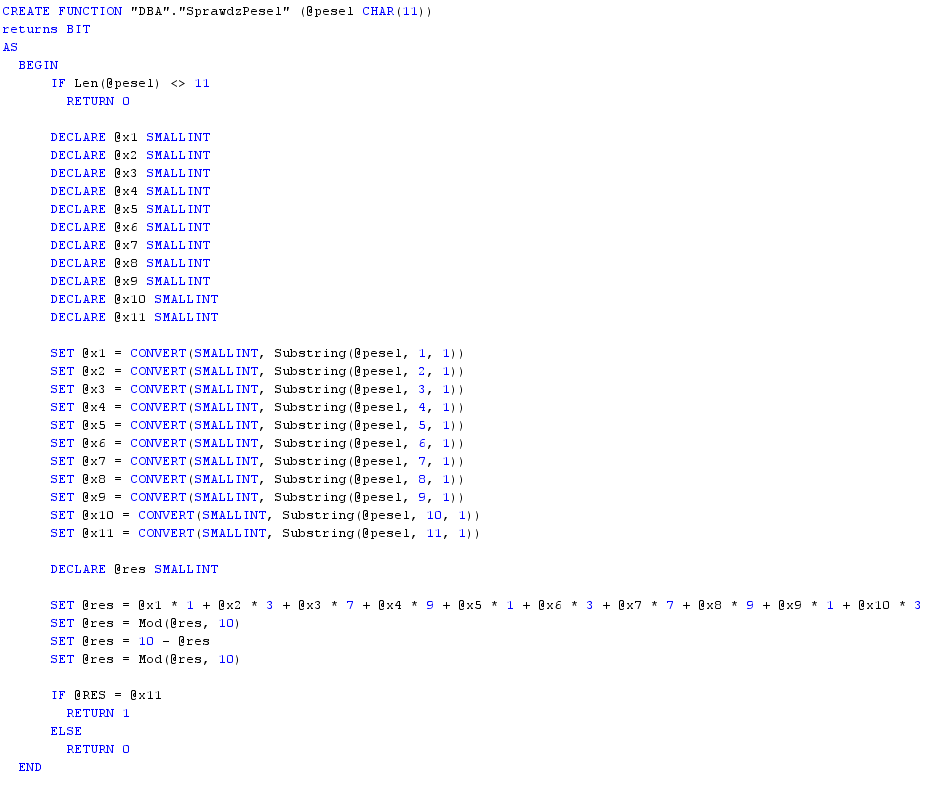 CREATE FUNCTION "DBA"."SprawdzPesel" (@pesel CHAR(11))
returns BIT
AS
BEGIN
IF Len(@pesel) <> 11
RETURN 0
DECLARE @x1 SMALLINT
DECLARE @x2 SMALLINT
DECLARE @x3 SMALLINT
DECLARE @x4 SMALLINT
DECLARE @x5 SMALLINT
DECLARE @x6 SMALLINT
DECLARE @x7 SMALLINT
DECLARE @x8 SMALLINT
DECLARE @x9 SMALLINT
DECLARE @x10 SMALLINT
DECLARE @x11 SMALLINT
SET @x1 = CONVERT(SMALLINT, Substring(@pesel, 1, 1))
SET @x2 = CONVERT(SMALLINT, Substring(@pesel, 2, 1))
SET @x3 = CONVERT(SMALLINT, Substring(@pesel, 3, 1))
SET @x4 = CONVERT(SMALLINT, Substring(@pesel, 4, 1))
SET @x5 = CONVERT(SMALLINT, Substring(@pesel, 5, 1))
SET @x6 = CONVERT(SMALLINT, Substring(@pesel, 6, 1))
SET @x7 = CONVERT(SMALLINT, Substring(@pesel, 7, 1))
SET @x8 = CONVERT(SMALLINT, Substring(@pesel, 8, 1))
SET @x9 = CONVERT(SMALLINT, Substring(@pesel, 9, 1))
SET @x10 = CONVERT(SMALLINT, Substring(@pesel, 10, 1))
SET @x11 = CONVERT(SMALLINT, Substring(@pesel, 11, 1))
DECLARE @res SMALLINT
SET @res = @x1 * 1 + @x2 * 3 + @x3 * 7 + @x4 * 9 + @x5 * 1 + @x6 * 3 + @x7 * 7 + @x8 * 9 + @x9 * 1 + @x10 * 3
SET @res = Mod(@res, 10)
SET @res = 10 - @res
SET @res = Mod(@res, 10)
IF @RES = @x11
RETURN 1
ELSE
RETURN 0
END